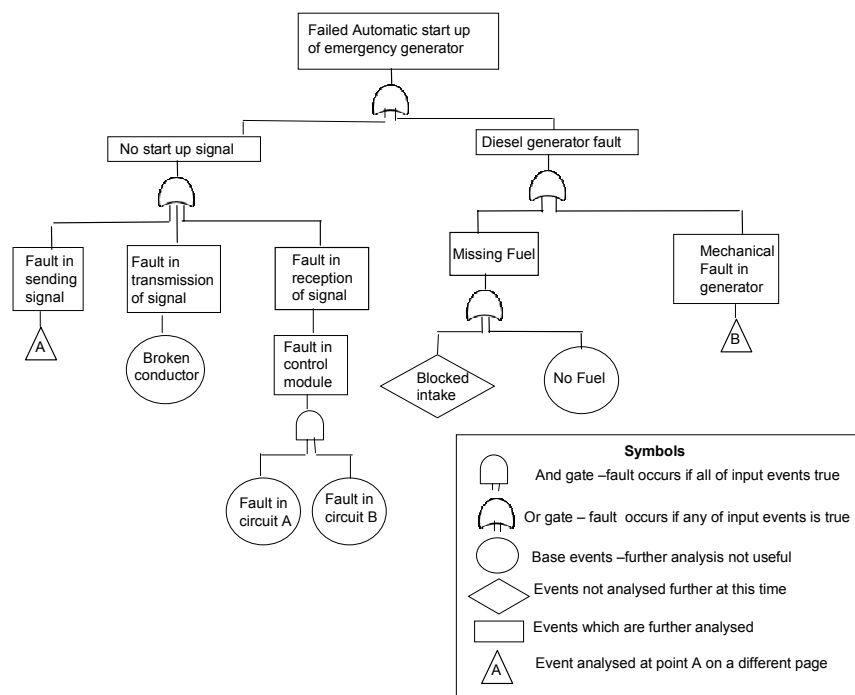 Failed Automatic start up
of emergency generator
No start up signal
Diesel generator fault
Fault in
sending
signal
Fault in
transmission
of signal
Fault in
reception
of signal
Missing Fuel
Mechanical
Fault in
generator
A
Broken
conductor
Fault in
control
module
Blocked
intake
No Fuel
B
Fault in
circuit A
Fault in
circuit B
Symbols
And gate –fault occurs if all of input events true
Or gate – fault occurs if any of input events is true
Base events –further analysis not useful
Events not analysed further at this time
Events which are further analysed
A
Event analysed at point A on a different page